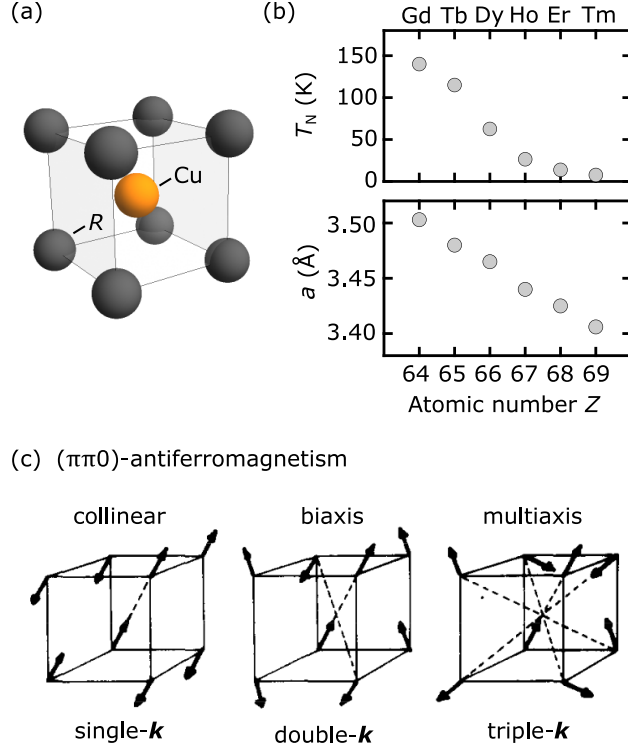 (a)
Cu
R
(b)
Gd Tb Dy Ho Er Tm
150
100
50
0
T_N (K)
3.50
3.45
3.40
a (Å)
64 65 66 67 68 69
Atomic number Z
(c) (ππ0)-antiferromagnetism
collinear biaxis multiaxis
single-k double-k triple-k